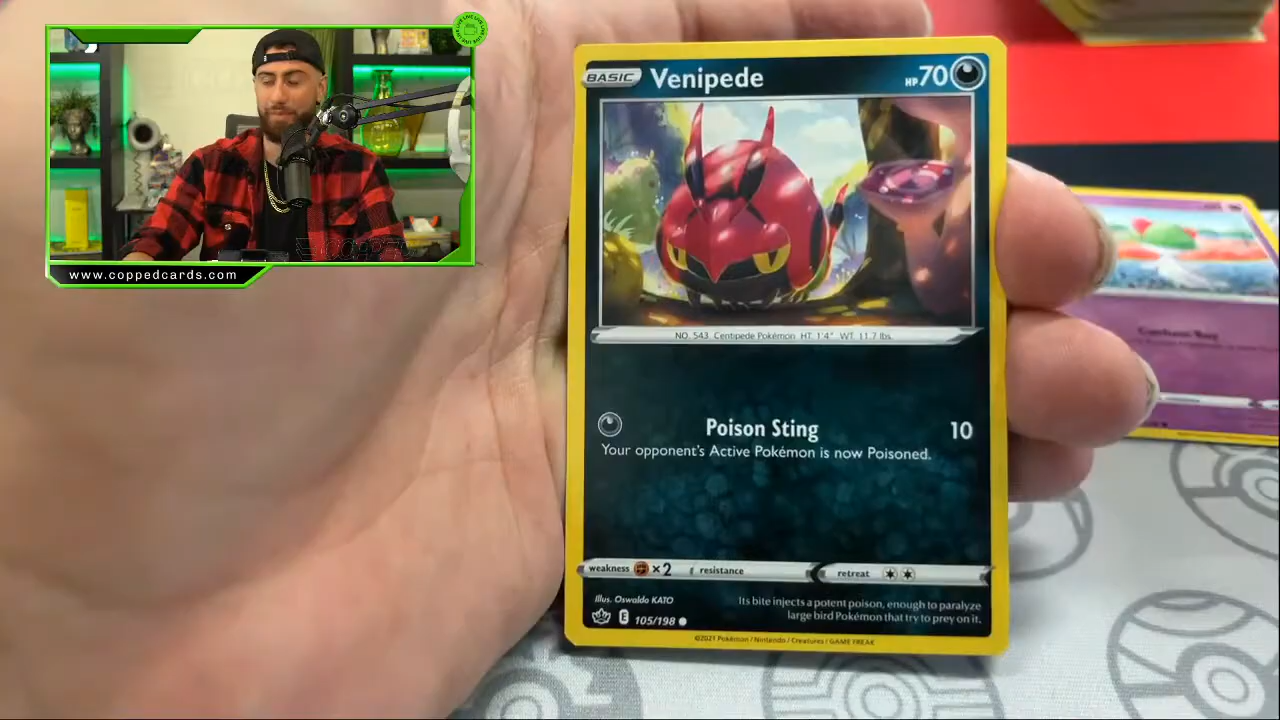 www.coppedcards.com
BASIC Venipede HP 70
NO. 543 Centipede Pokémon HT: 1'4" WT: 11.7 lbs.
Poison Sting 10
Your opponent's Active Pokémon is now Poisoned.
weakness ×2 resistance retreat
Illus. Oswaldo KATO
Its bite injects a potent poison, enough to paralyze
large bird Pokémon that try to prey on it.
E 105/198
©2021 Pokémon / Nintendo / Creatures / GAME FREAK